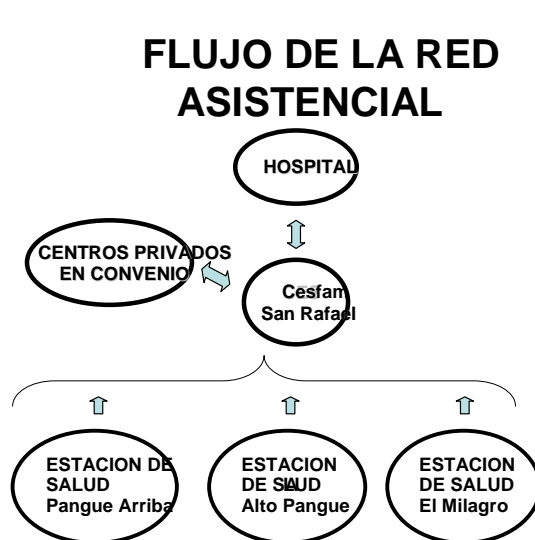 FLUJO DE LA RED
ASISTENCIAL
HOSPITAL
CENTROS PRIVADOS
EN CONVENIO
Cesfam
San Rafael
ESTACION DE
SALUD
Pangue Arriba
ESTACION
DE SALUD
Alto Pangue
ESTACION
DE SALUD
El Milagro